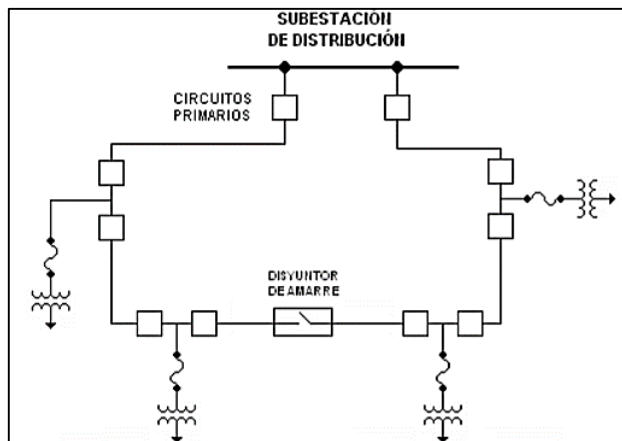 SUBESTACIÓN
DE DISTRIBUCIÓN
CIRCUITOS
PRIMARIOS
DISYUNTOR
DE AMARRE